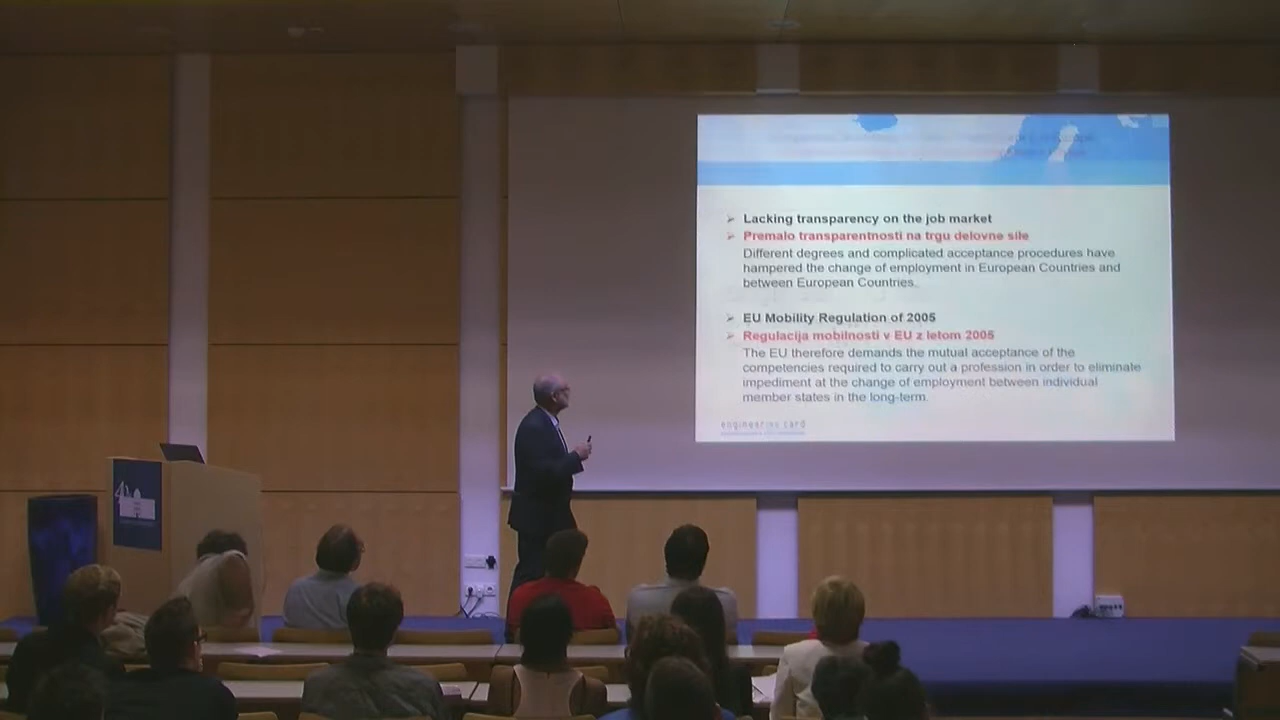 Lacking transparency on the job market
Premalo transparentnosti na trgu delovne sile
Different degrees and complicated acceptance procedures have
hampered the change of employment in European Countries and
between European Countries.
EU Mobility Regulation of 2005
Regulacija mobilnosti v EU z letom 2005
The EU therefore demands the mutual acceptance of the
competencies required to carry out a profession in order to eliminate
impediment at the change of employment between individual
member states in the long-term.
engineering card